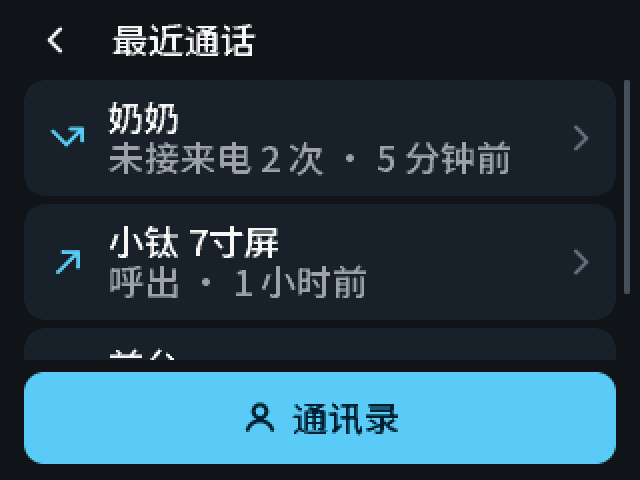 最近通话
奶奶
未接来电 2 次 · 5 分钟前
小钛 7寸屏
呼出 · 1 小时前
通讯录